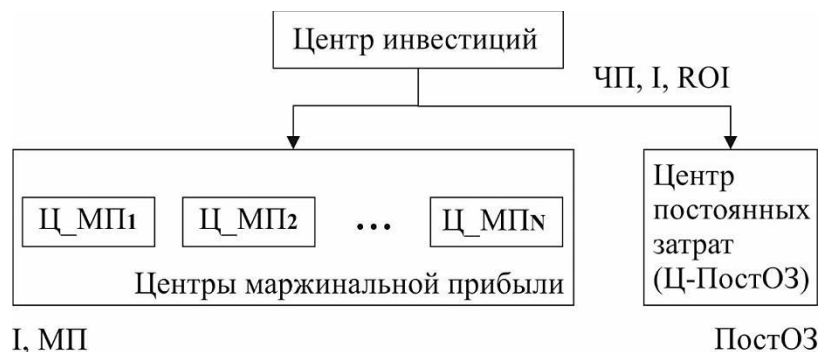 Центр инвестиций
ЧП, I, ROI
Ц_МП1 Ц_МП2 ... Ц_МПN
Центры маржинальной прибыли
Центр
постоянных
затрат
(Ц-ПостОЗ)
I, МП
ПостОЗ